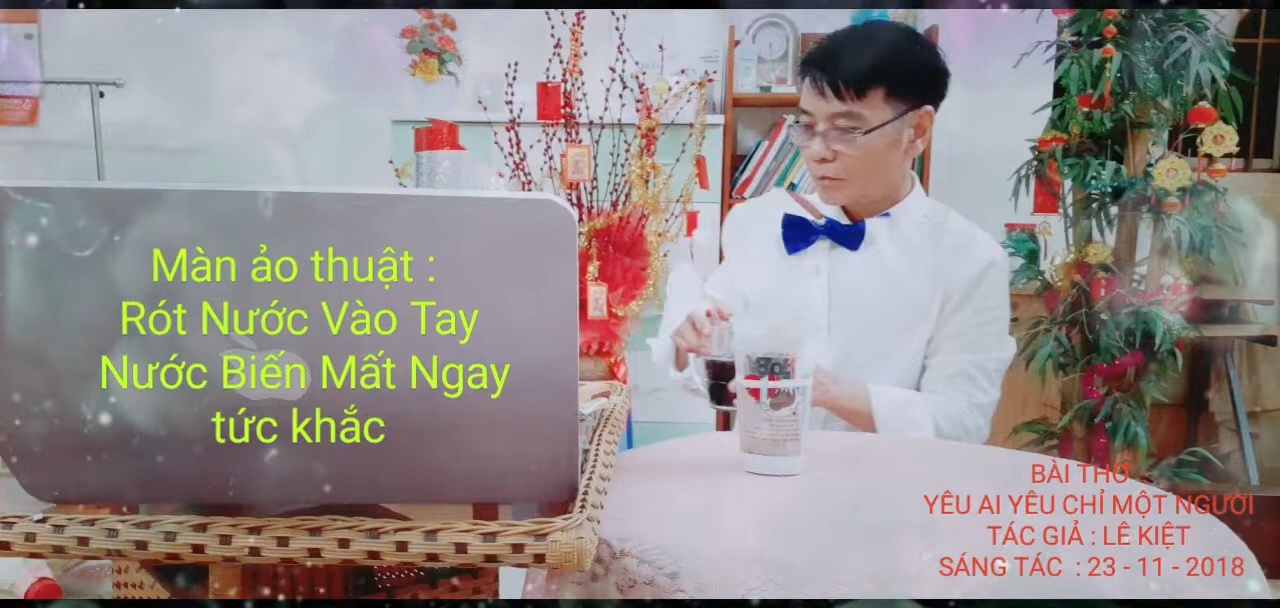 Màn ảo thuật :
Rót Nước Vào Tay
Nước Biến Mất Ngay
tức khắc
BÀI THƠ
YÊU AI YÊU CHỈ MỘT NGƯỜI
TÁC GIẢ : LÊ KIỆT
SÁNG TÁC : 23 - 11 - 2018